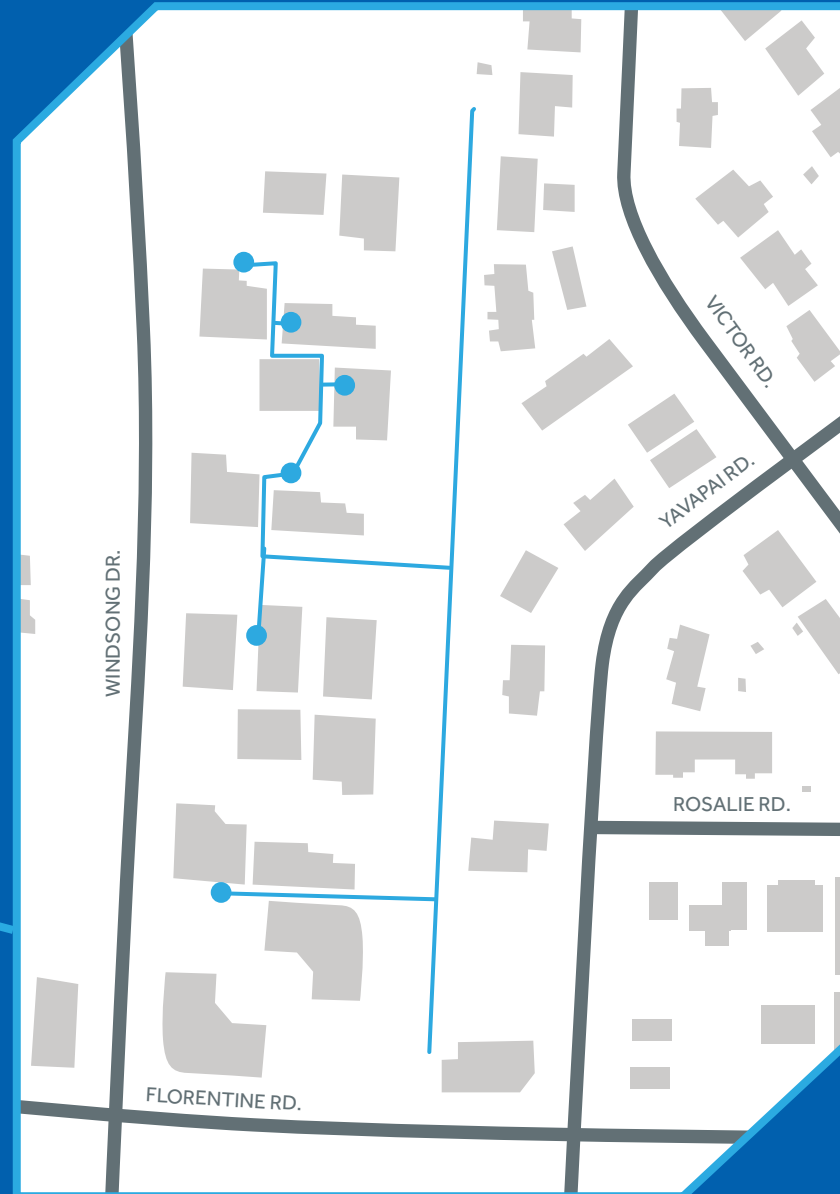 VICTOR RD.
YAVAPAI RD.
WINDSONG DR.
ROSALIE RD.
FLORENTINE RD.